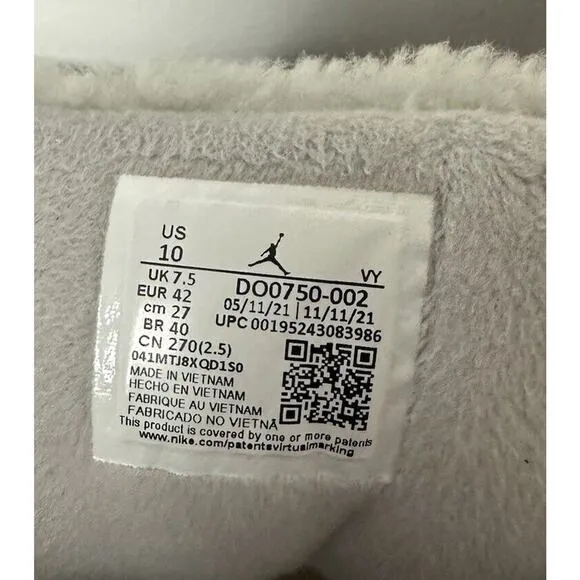 US
10
VY
UK 7.5
DO0750-002
EUR 42
05/11/21 | 11/11/21
cm 27
UPC 00195243083986
BR 40
CN 270(2.5)
041MTJ8XQD1S0
MADE IN VIETNAM
HECHO EN VIETNAM
FABRIQUE AU VIETNAM
FABRICADO NO VIETNÃ
This product is covered by one or more patents
www.nike.com/patentsvirtualmarking